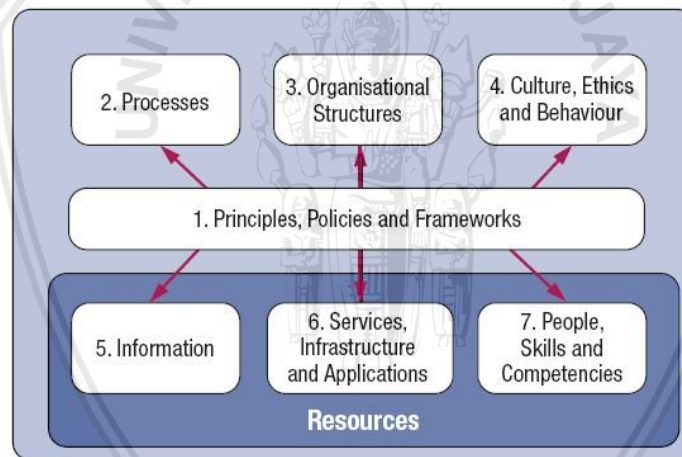 2. Processes
3. Organisational
Structures
4. Culture, Ethics
and Behaviour
1. Principles, Policies and Frameworks
5. Information
6. Services,
Infrastructure
and Applications
7. People,
Skills and
Competencies
Resources